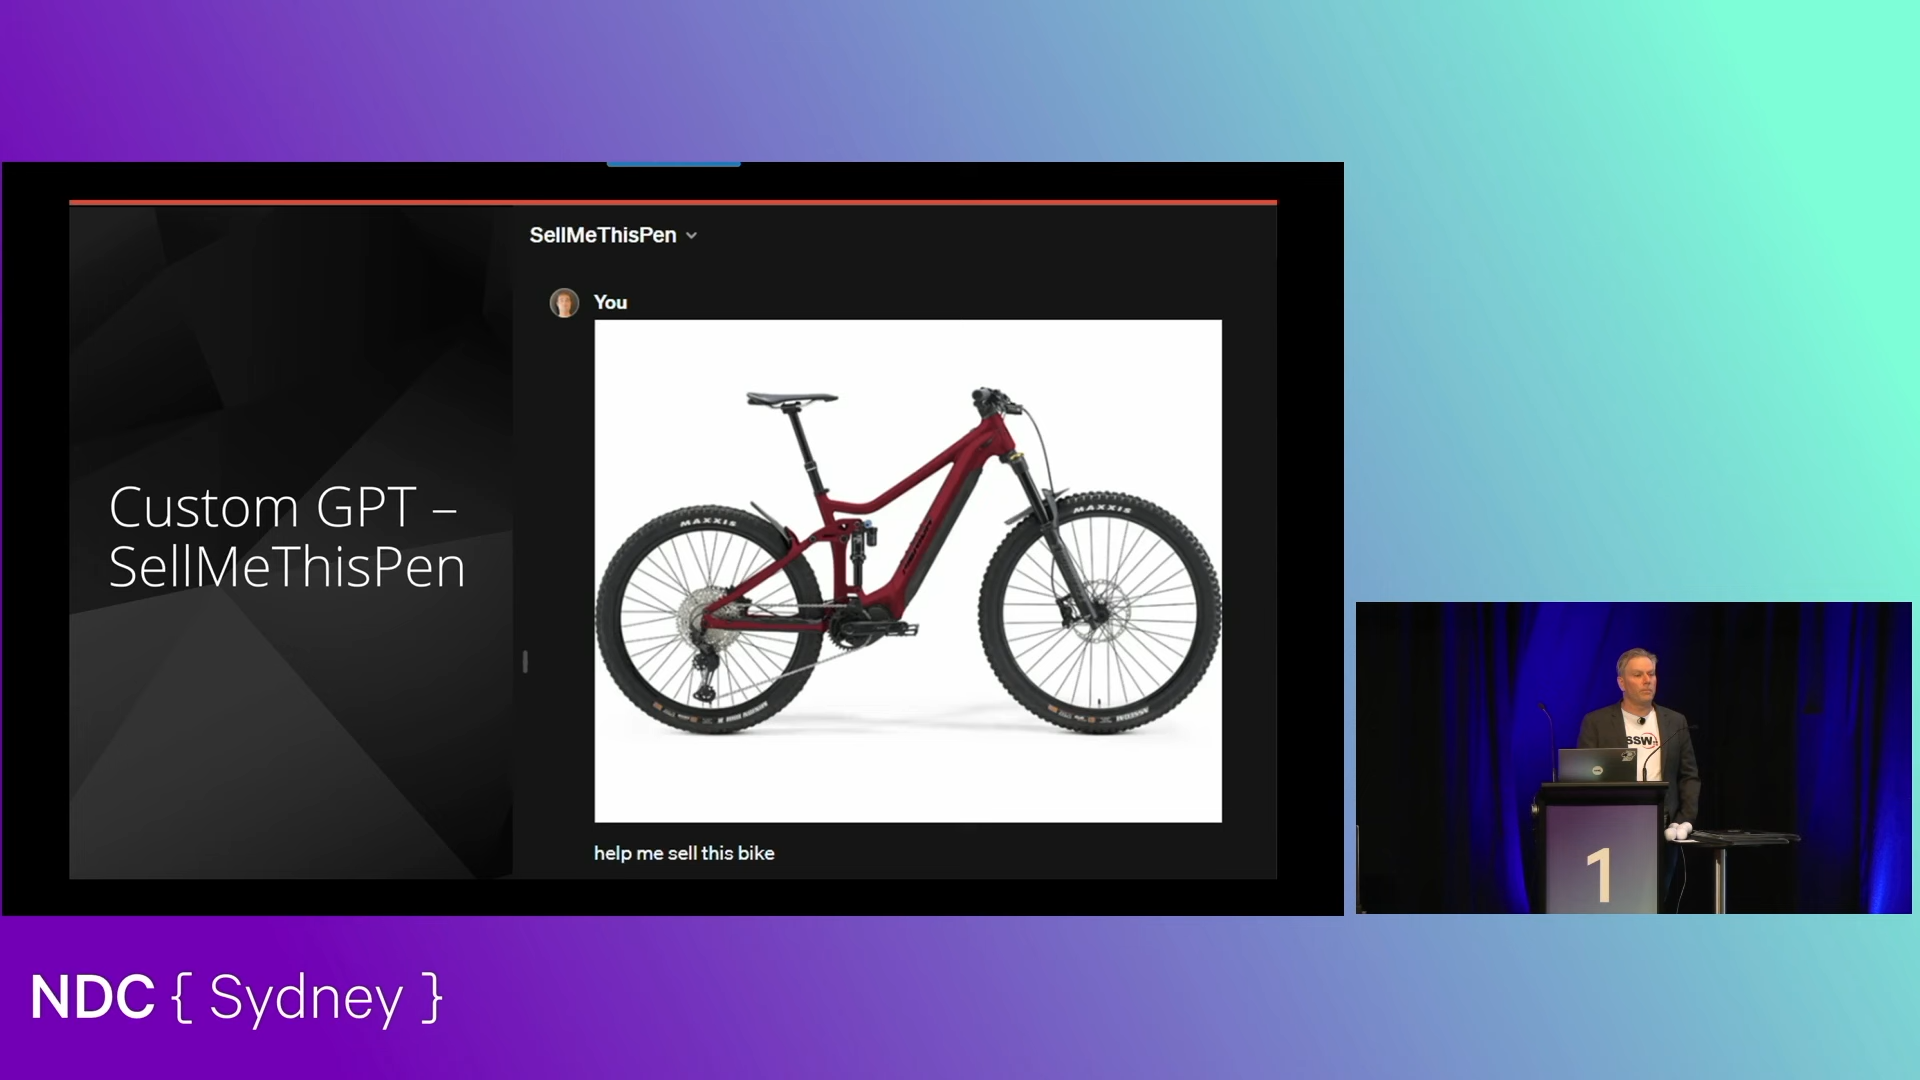 SellMeThisPen
You
MAXXIS
MAXXIS
Custom GPT –
SellMeThisPen
help me sell this bike
SSW
1
NDC { Sydney }